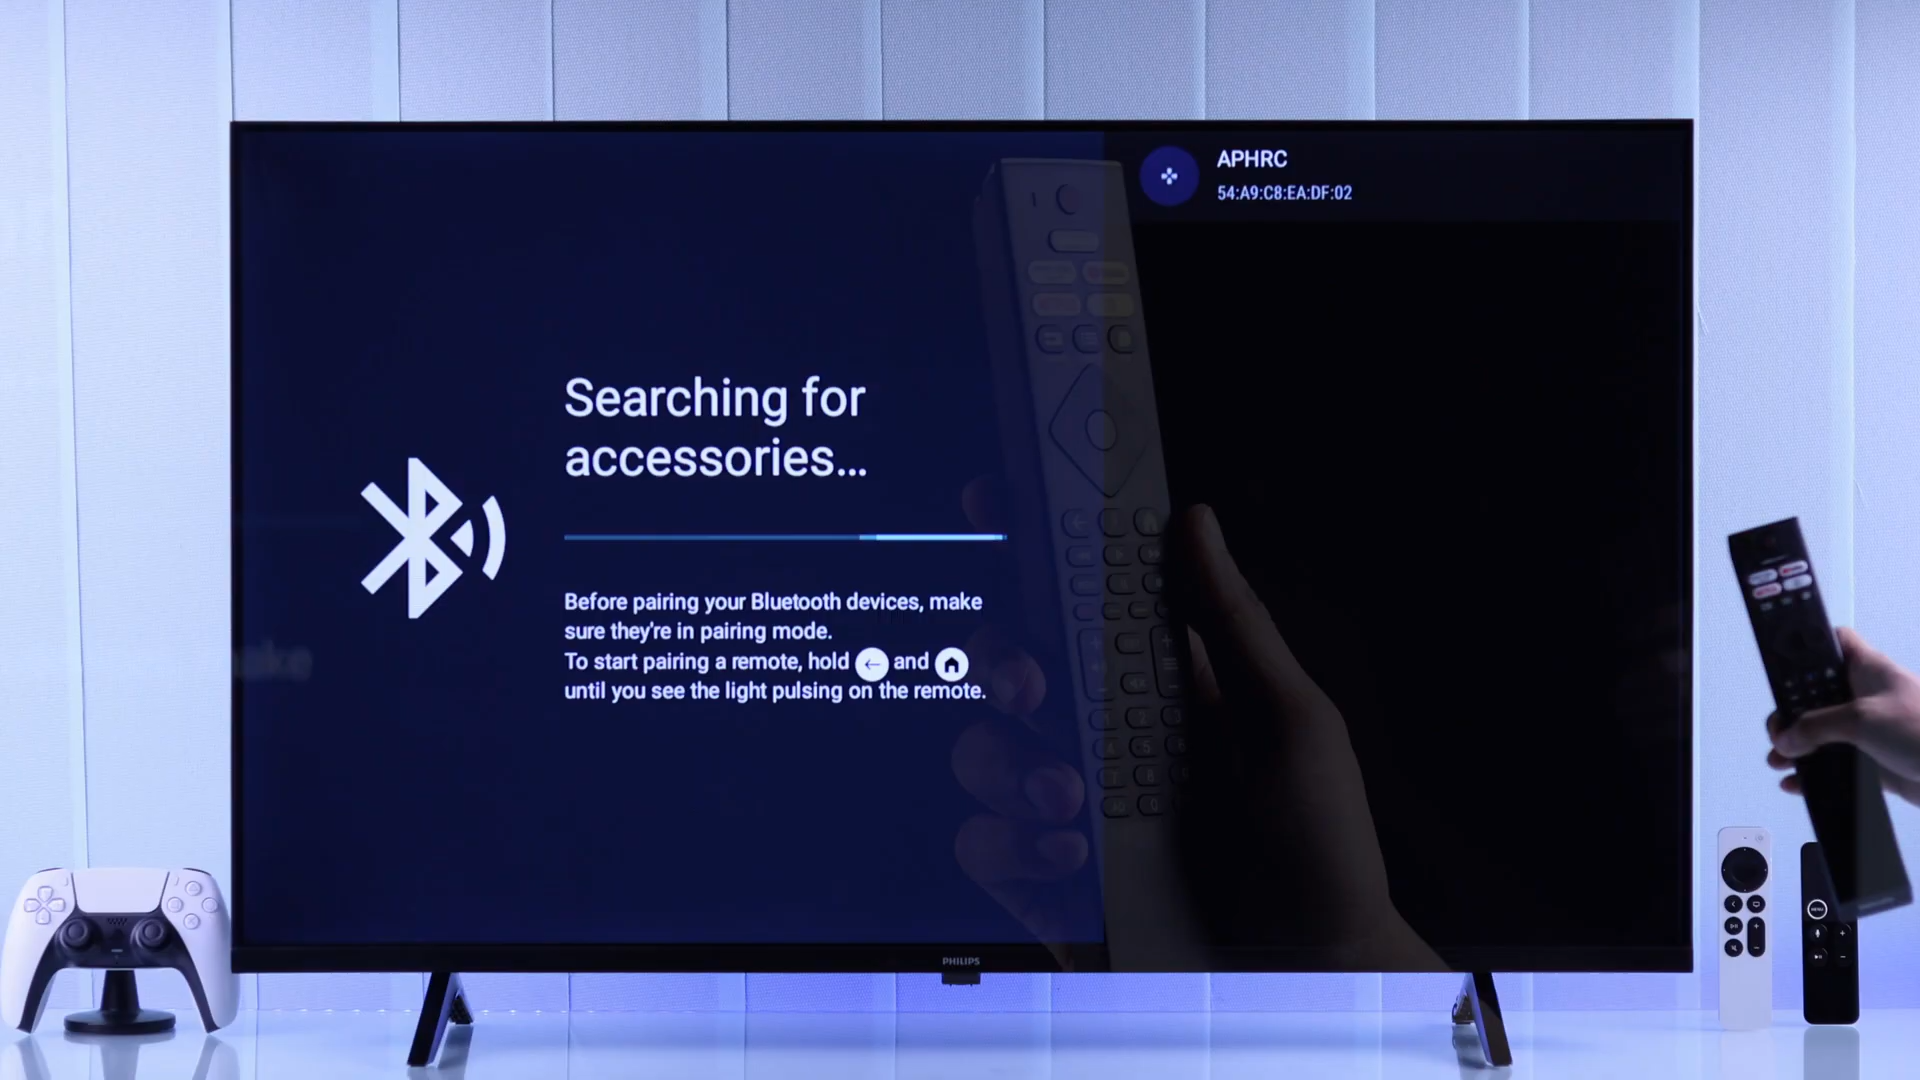 APHRC
54:A9:C8:EA:DF:02
Searching for
accessories...
Before pairing your Bluetooth devices, make
sure they're in pairing mode.
To start pairing a remote, hold and
until you see the light pulsing on the remote.
PHILIPS
MENU